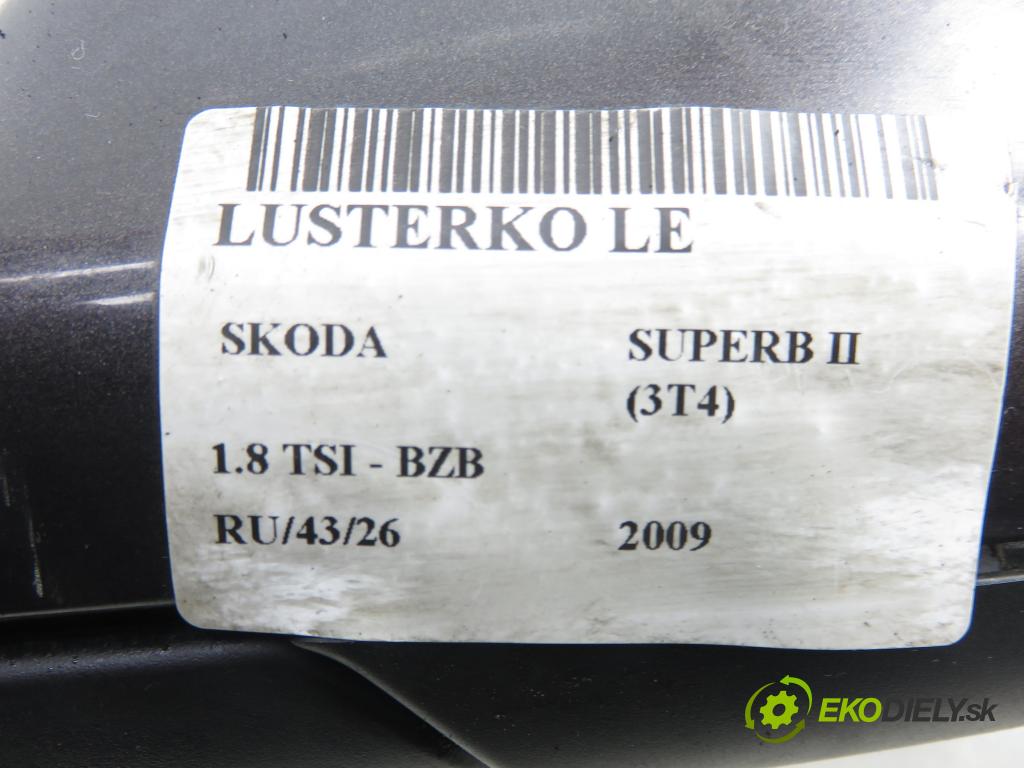 LUSTERKO LE
SKODA SUPERB II
(3T4)
1.8 TSI - BZB
RU/43/26 2009
EKODIELY.sk